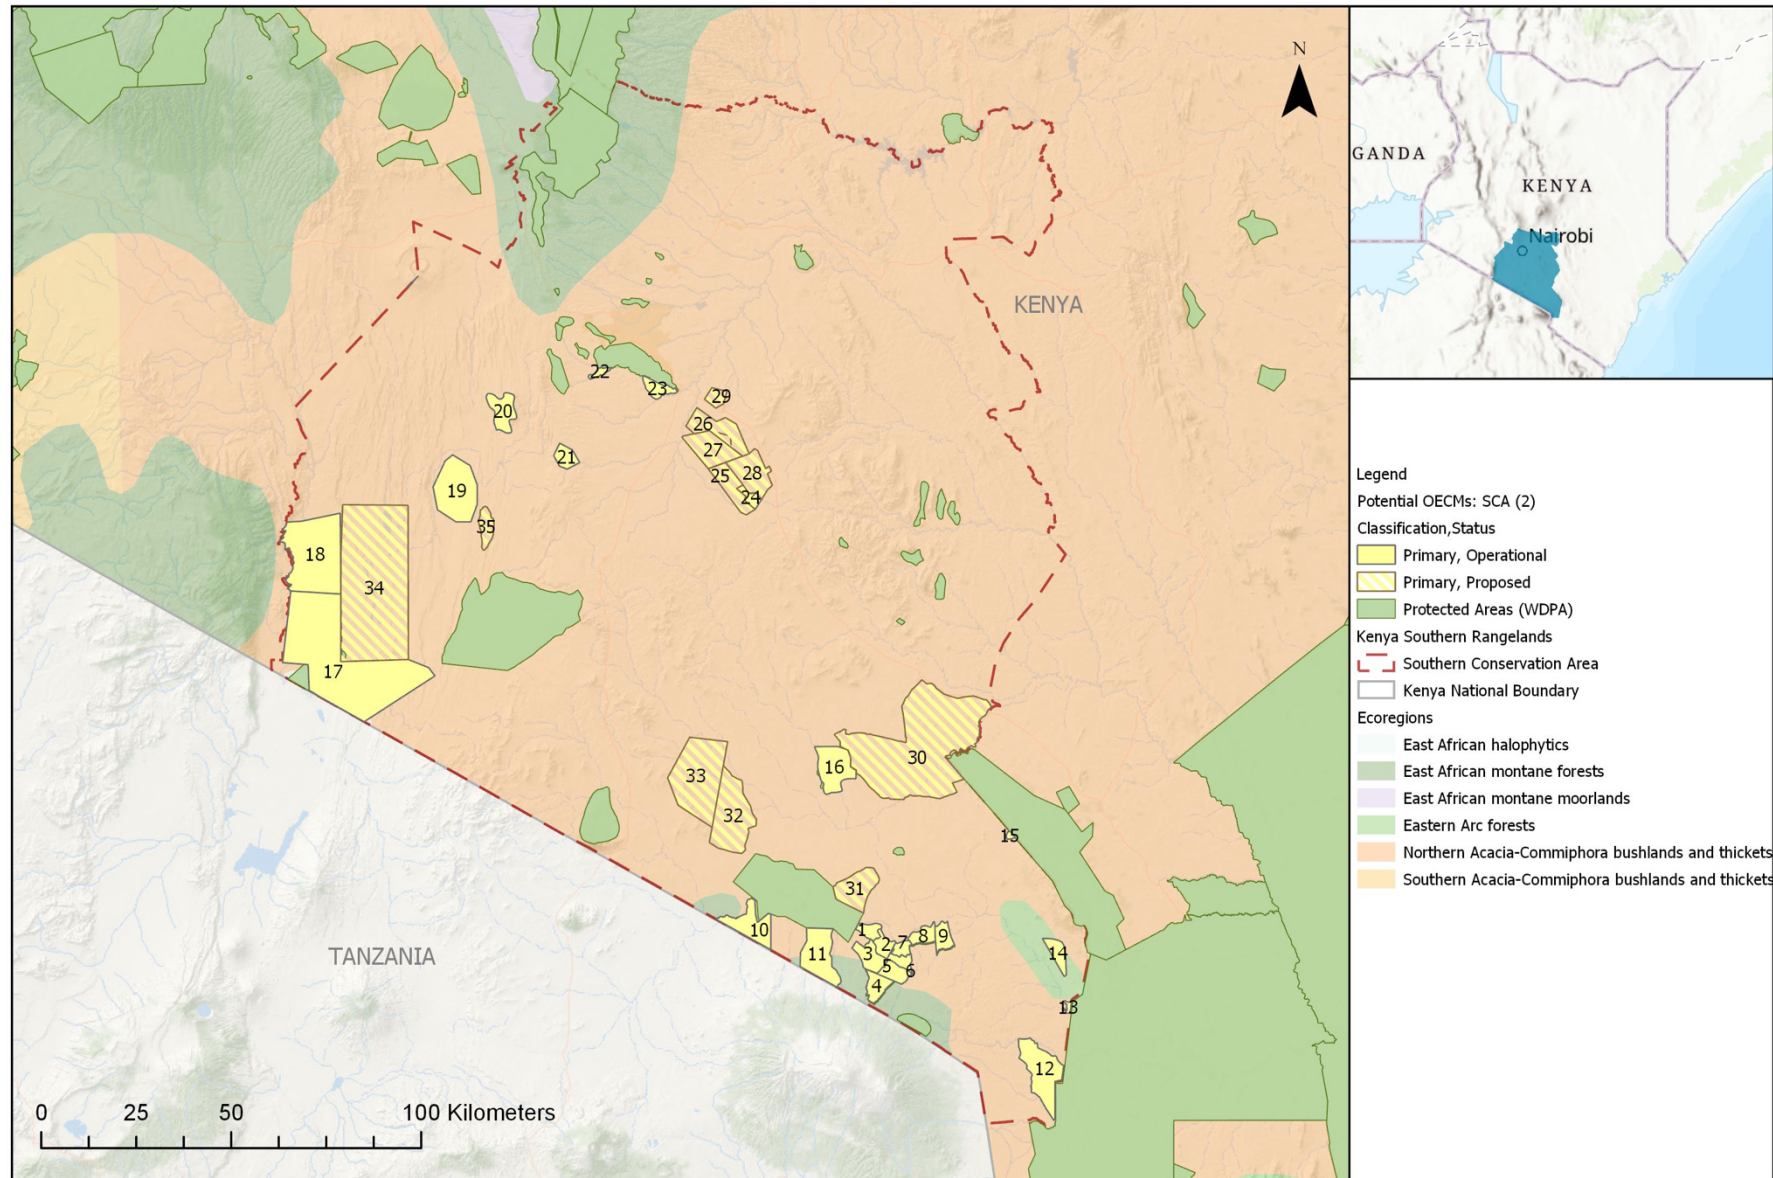 N
KENYA
22
23
29
20
26
27
21
25
28
24
19
35
18
34
17
16
30
33
32
15
31
10
1
11
2
7
8
9
3
5
6
4
14
13
12
TANZANIA
0 25 50 100 Kilometers
GANDA
KENYA
Nairobi
Legend
Potential OECMs: SCA (2)
Classification,Status
Primary, Operational
Primary, Proposed
Protected Areas (WDPA)
Kenya Southern Rangelands
Southern Conservation Area
Kenya National Boundary
Ecoregions
East African halophytics
East African montane forests
East African montane moorlands
Eastern Arc forests
Northern Acacia-Commiphora bushlands and thickets
Southern Acacia-Commiphora bushlands and thickets